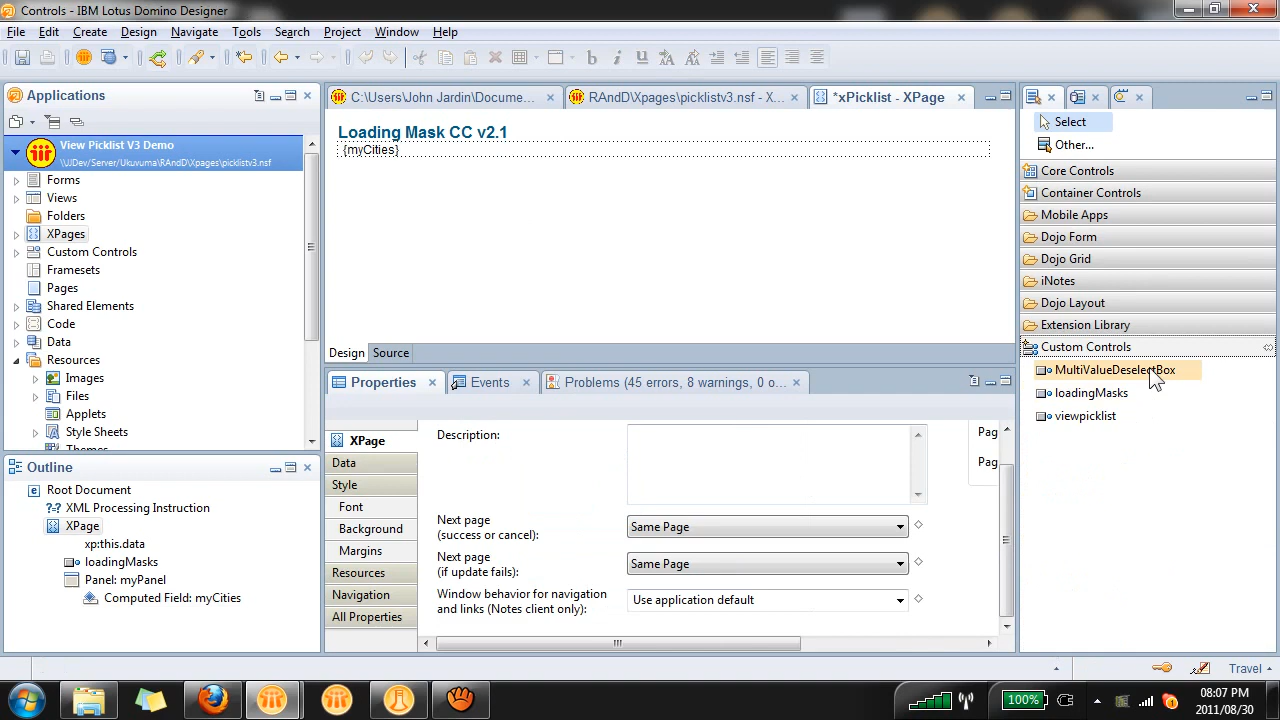 Controls - IBM Lotus Domino Designer
File Edit Create Design Navigate Tools Search Project Window Help
Applications
View Picklist V3 Demo
\\JJDev/Server/Ukuvuma\RAndD\Xpages\picklistv3.nsf
Forms
Views
Folders
XPages
Custom Controls
Framesets
Pages
Shared Elements
Code
Data
Resources
Images
Files
Applets
Style Sheets
Themes
Outline
Root Document
XML Processing Instruction
XPage
xp:this.data
loadingMasks
Panel: myPanel
Computed Field: myCities
C:\Users\John Jardin\Docume...
RAndD\Xpages\picklistv3.nsf - X...
*xPicklist - XPage
Loading Mask CC v2.1
{myCities}
Design Source
Properties Events Problems (45 errors, 8 warnings, 0 o...
XPage
Data
Style
Font
Background
Margins
Resources
Navigation
All Properties
Description:
Pag
Pag
Next page
(success or cancel):
Same Page
Next page
(if update fails):
Same Page
Window behavior for navigation
and links (Notes client only):
Use application default
Select
Other...
Core Controls
Container Controls
Mobile Apps
Dojo Form
Dojo Grid
iNotes
Dojo Layout
Extension Library
Custom Controls
MultiValueDeselectBox
loadingMasks
viewpicklist
Travel
100%
08:07 PM
2011/08/30